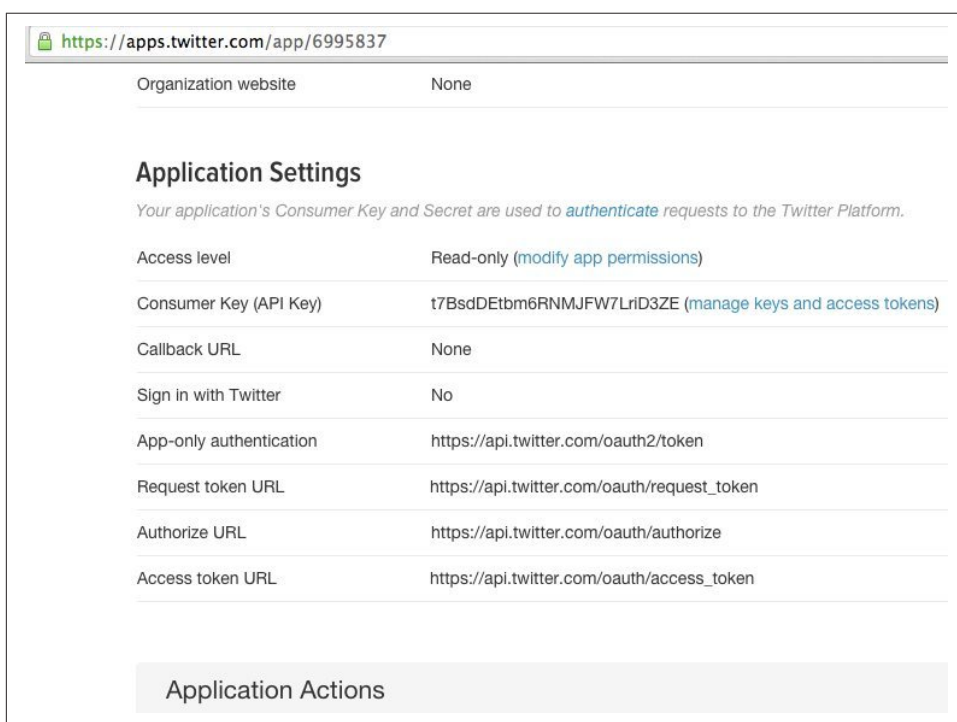 https://apps.twitter.com/app/6995837
Organization website None
Application Settings
Your application's Consumer Key and Secret are used to authenticate requests to the Twitter Platform.
Access level Read-only (modify app permissions)
Consumer Key (API Key) t7BsdDEtbm6RNMJFW7LriD3ZE (manage keys and access tokens)
Callback URL None
Sign in with Twitter No
App-only authentication https://api.twitter.com/oauth2/token
Request token URL https://api.twitter.com/oauth/request_token
Authorize URL https://api.twitter.com/oauth/authorize
Access token URL https://api.twitter.com/oauth/access_token
Application Actions